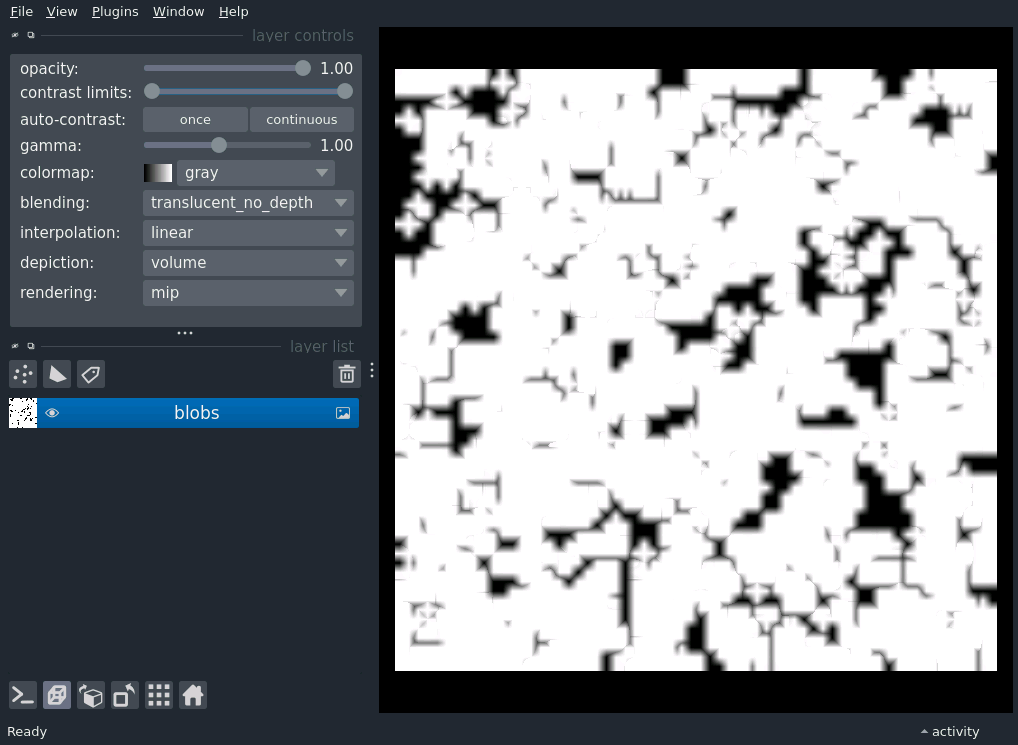 File View Plugins Window Help
layer controls
opacity: 1.00
contrast limits:
auto-contrast: once continuous
gamma: 1.00
colormap: gray
blending: translucent_no_depth
interpolation: linear
depiction: volume
rendering: mip
layer list
blobs
Ready
activity